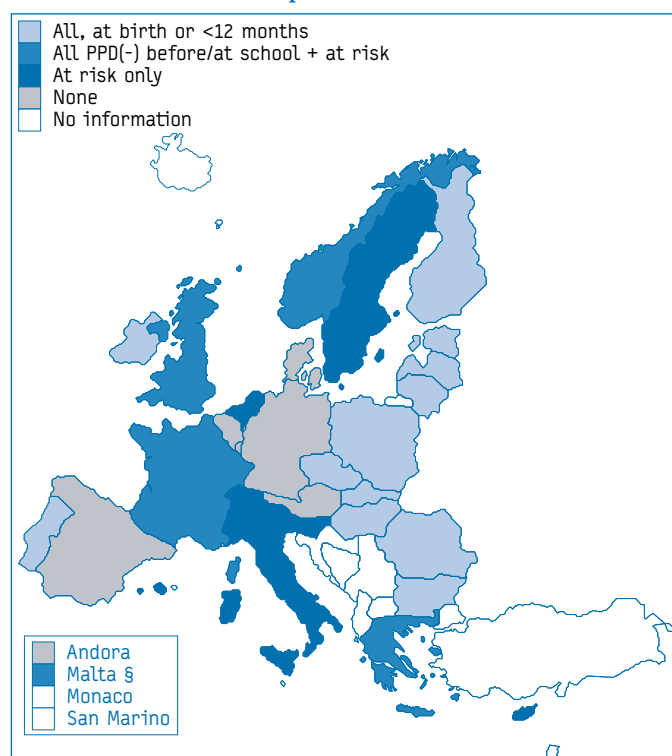 All, at birth or <12 months
All PPD(-) before/at school + at risk
At risk only
None
No information
Andora
Malta §
Monaco
San Marino